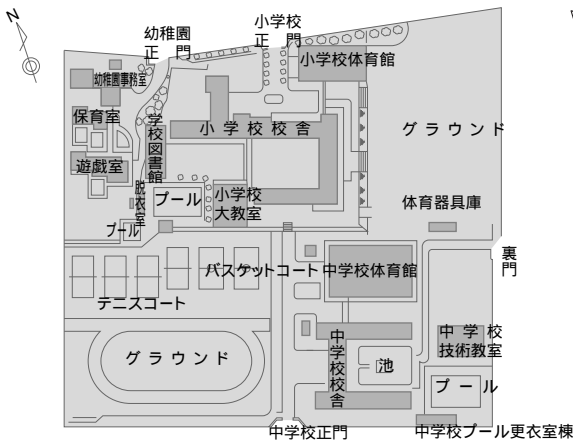 N
幼稚園
正門
小学校
正門
小学校体育館
幼稚園事務室
保育室
学校図書館
小学校校舎
グラウンド
遊戯室
脱衣室
プール
小学校
大教室
体育器具庫
プール
裏門
バスケットコート
中学校体育館
テニスコート
グラウンド
中学校校舎
池
中学校
技術教室
プール
中学校正門
中学校プール更衣室棟